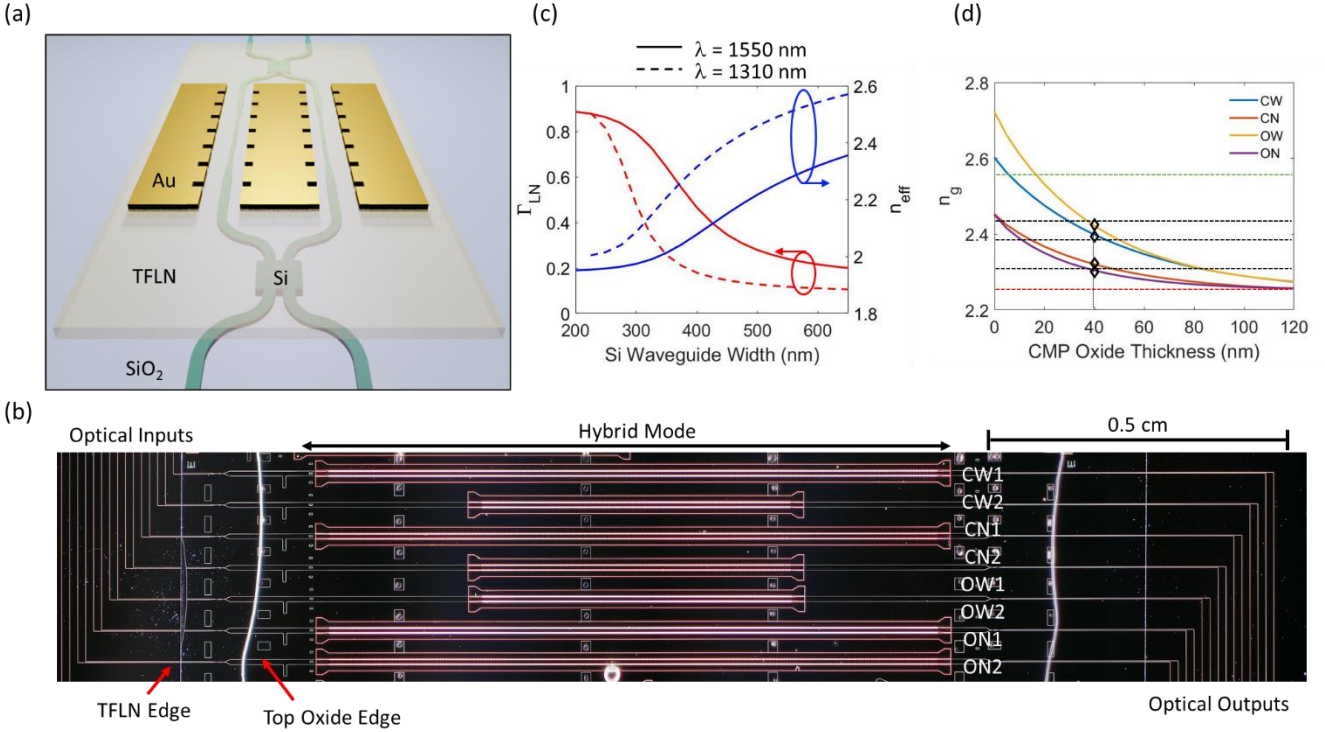 (a)
Au
TFLN
Si
SiO₂
(c)
λ = 1550 nm
λ = 1310 nm
1
0.8
0.6
0.4
0.2
0
Γ_LN
2.6
2.4
2.2
2
1.8
n_eff
200 300 400 500 600
Si Waveguide Width (nm)
(d)
2.8
2.6
2.4
2.2
n_g
CW
CN
OW
ON
0 20 40 60 80 100 120
CMP Oxide Thickness (nm)
(b)
Optical Inputs
Hybrid Mode
0.5 cm
CW1
CW2
CN1
CN2
OW1
OW2
ON1
ON2
TFLN Edge
Top Oxide Edge
Optical Outputs